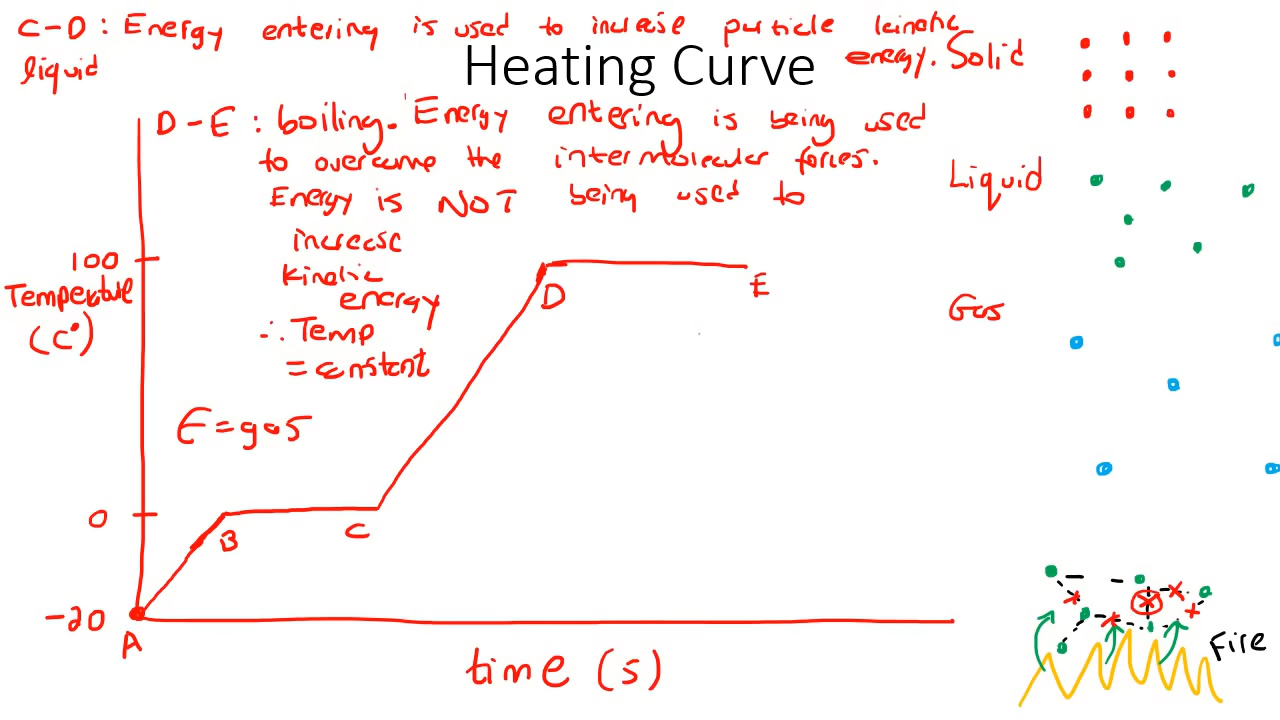 C-D: Energy entering is used to increase particle kinetic
energy. Solid
liquid
Heating Curve
D-E: boiling. Energy entering is being used
to overcome the intermolecular forces.
Energy is NOT being used to
increase
kinetic
energy
∴ Temp
= constant
Liquid
Gas
100
Temperature
(C°)
E=gas
D
E
0
B
C
-20
A
time (s)
Fire